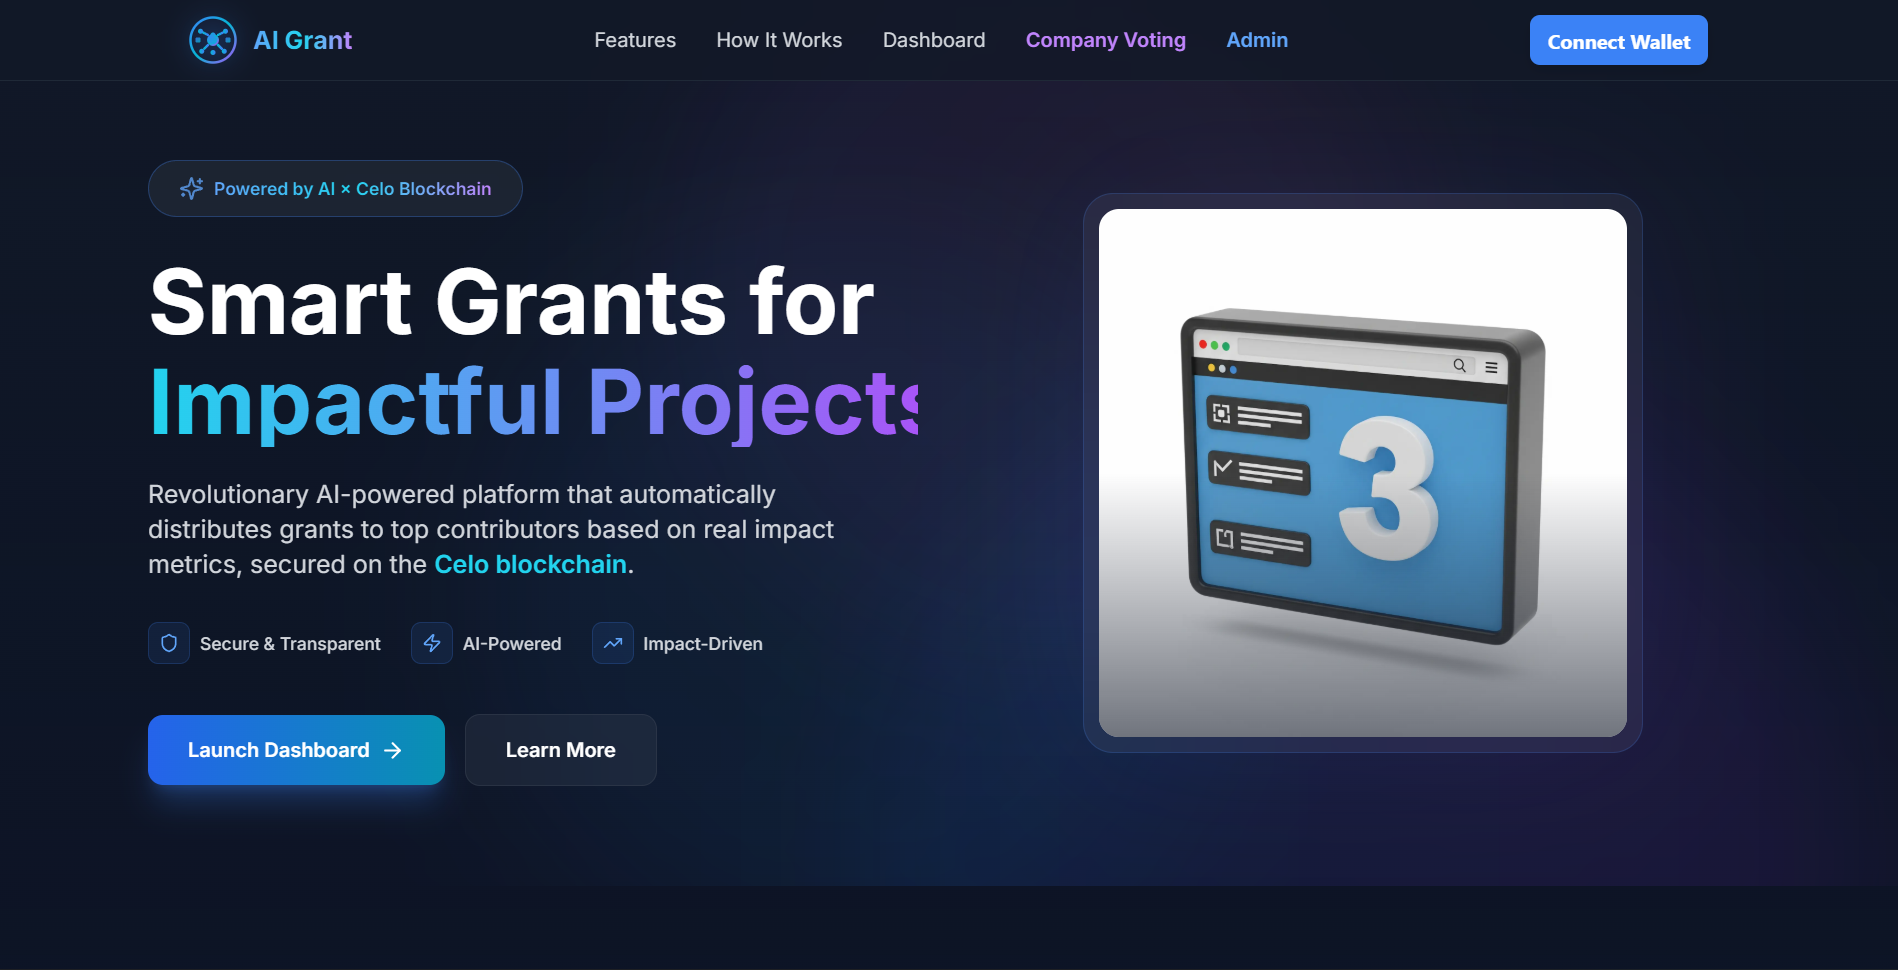 AI Grant
Features
How It Works
Dashboard
Company Voting
Admin
Connect Wallet
Powered by AI × Celo Blockchain
Smart Grants for
Impactful Projects
Revolutionary AI-powered platform that automatically
distributes grants to top contributors based on real impact
metrics, secured on the Celo blockchain.
Secure & Transparent
AI-Powered
Impact-Driven
Launch Dashboard
Learn More
3